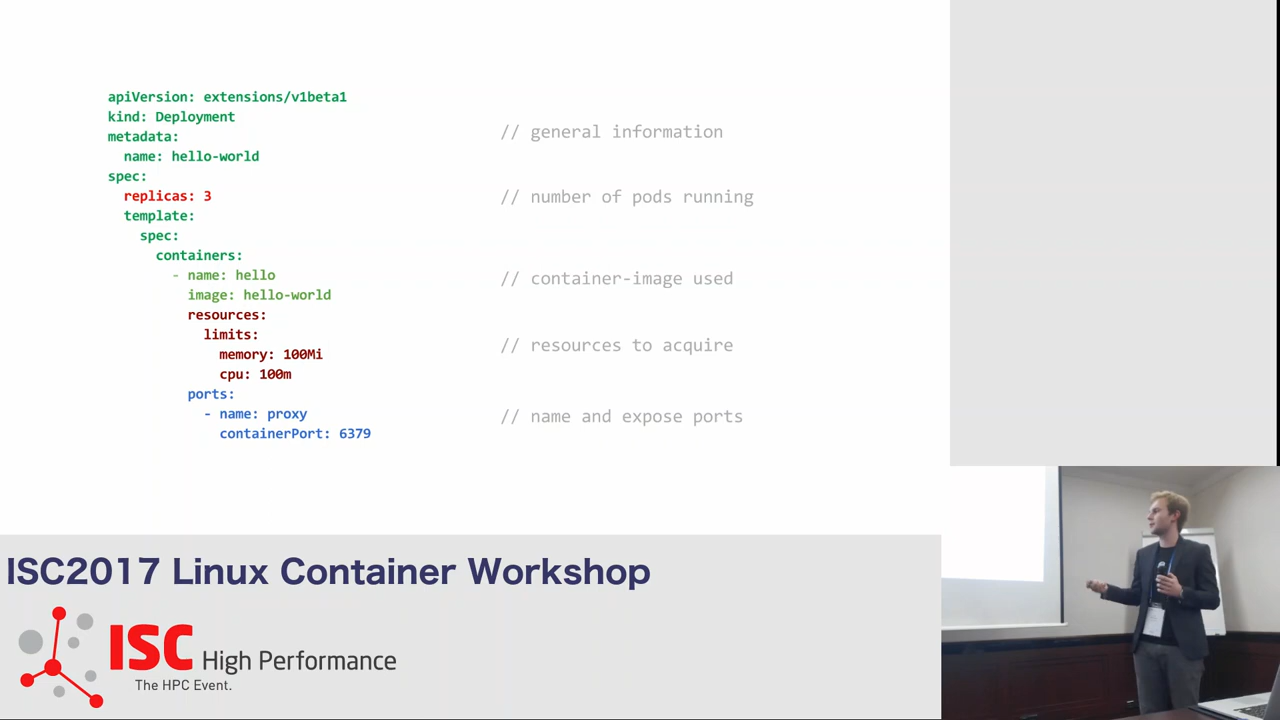 apiVersion: extensions/v1beta1
kind: Deployment
metadata:
name: hello-world
spec:
replicas: 3
template:
spec:
containers:
- name: hello
image: hello-world
resources:
limits:
memory: 100Mi
cpu: 100m
ports:
- name: proxy
containerPort: 6379
// general information
// number of pods running
// container-image used
// resources to acquire
// name and expose ports
ISC2017 Linux Container Workshop
ISC High Performance
The HPC Event.